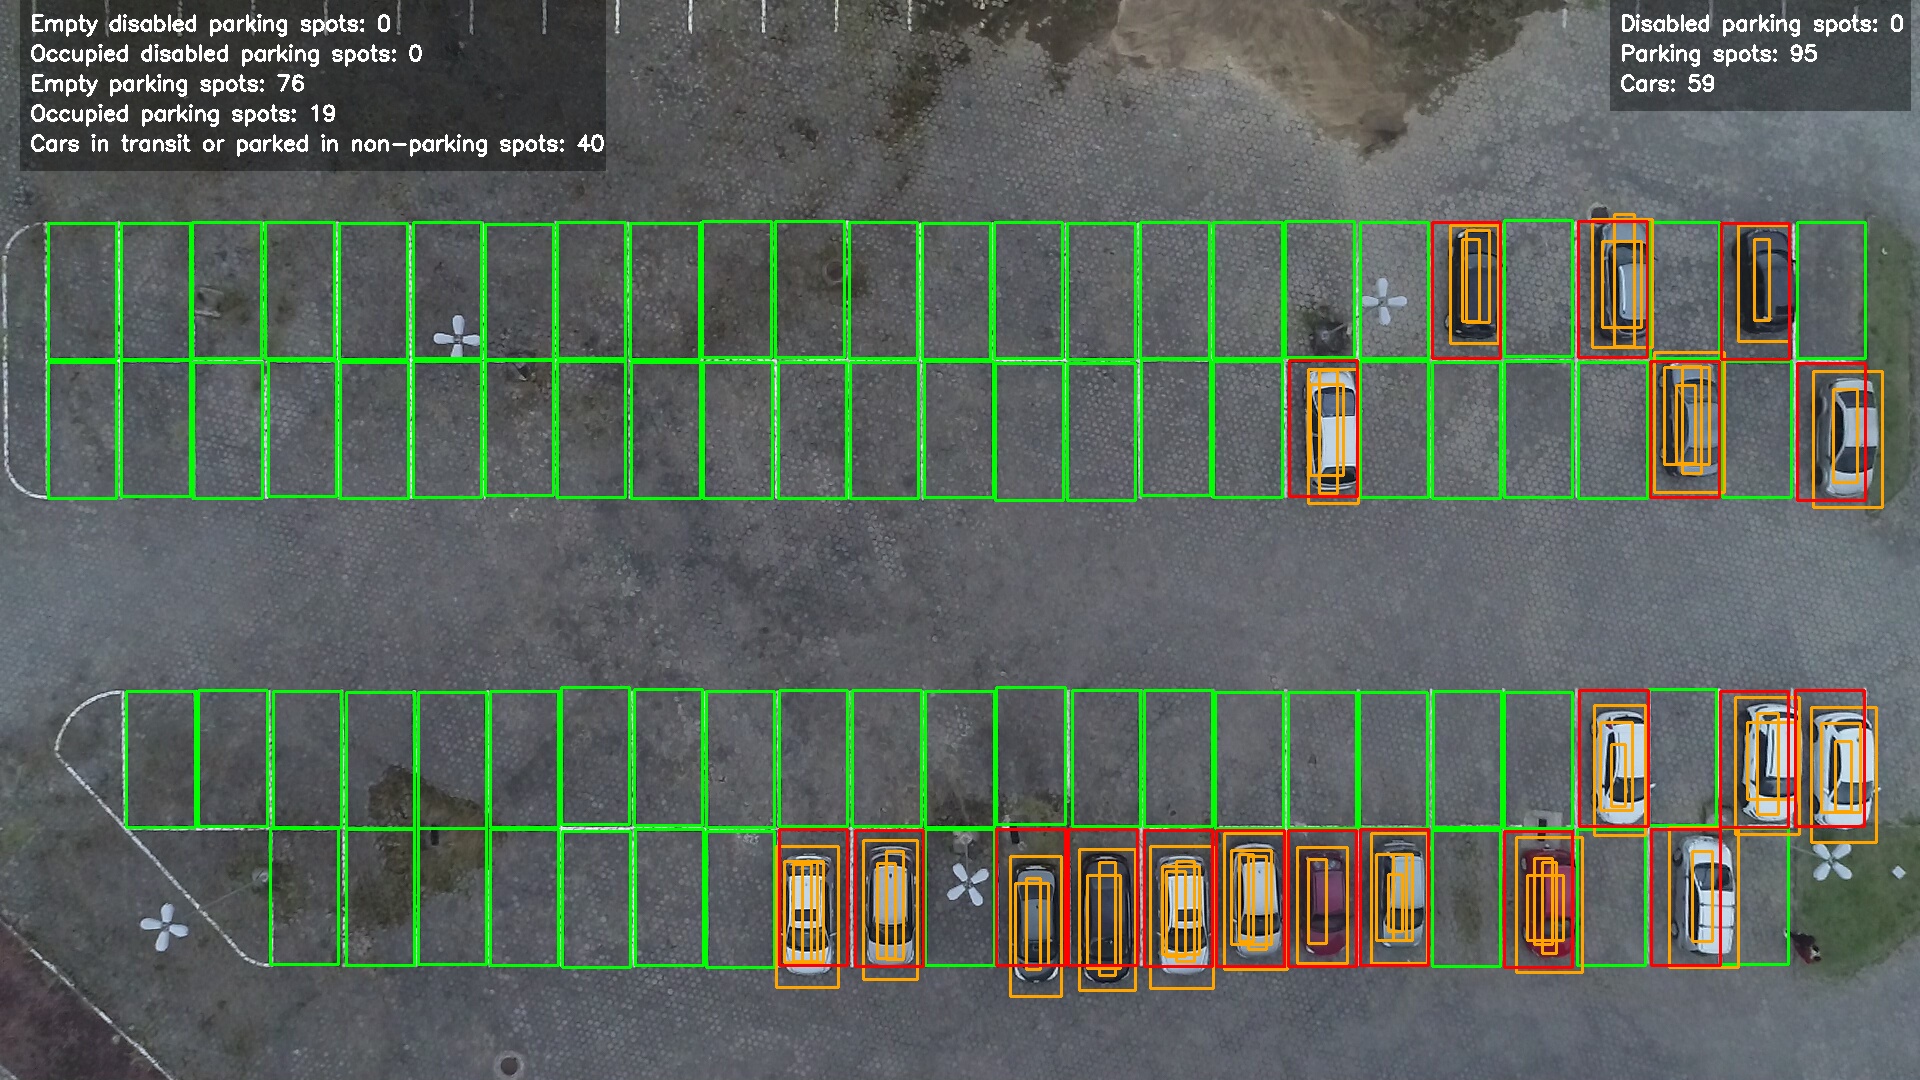 Empty disabled parking spots: 0
Occupied disabled parking spots: 0
Empty parking spots: 76
Occupied parking spots: 19
Cars in transit or parked in non-parking spots: 40
Disabled parking spots: 0
Parking spots: 95
Cars: 59